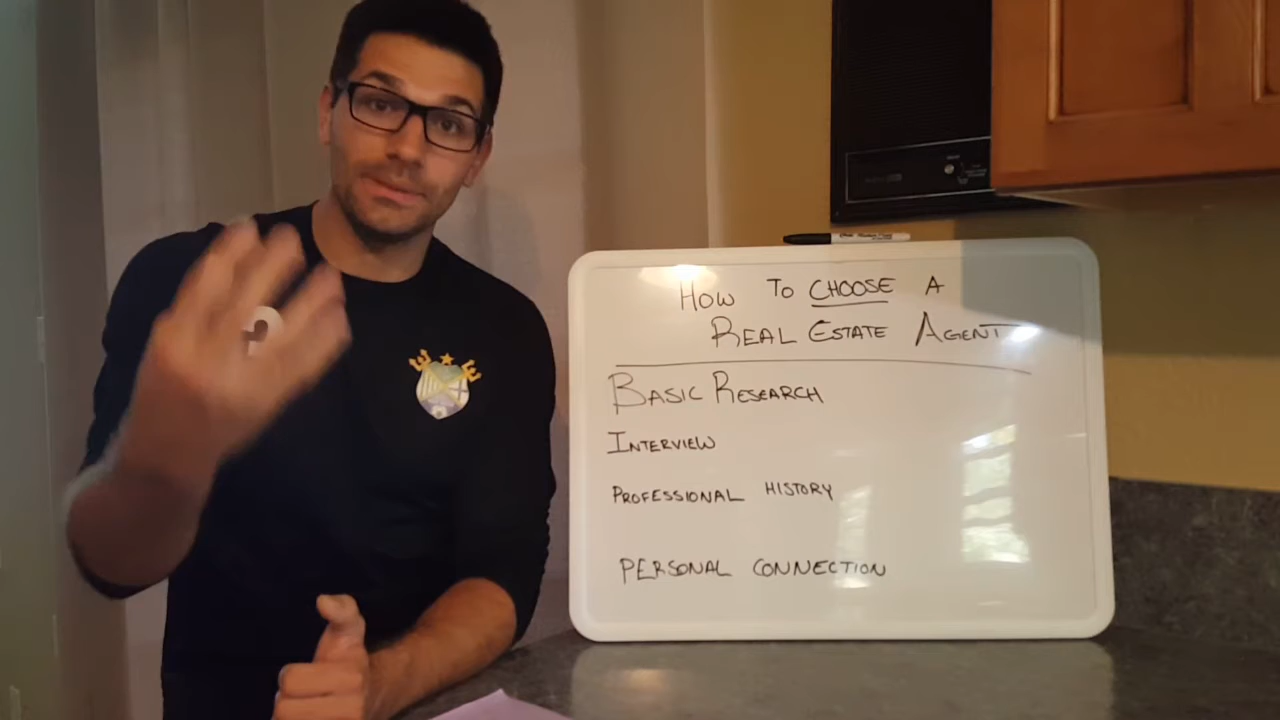 How To CHOOSE A
REAL ESTATE AGENT
BASIC RESEARCH
INTERVIEW
PROFESSIONAL HISTORY
PERSONAL CONNECTION